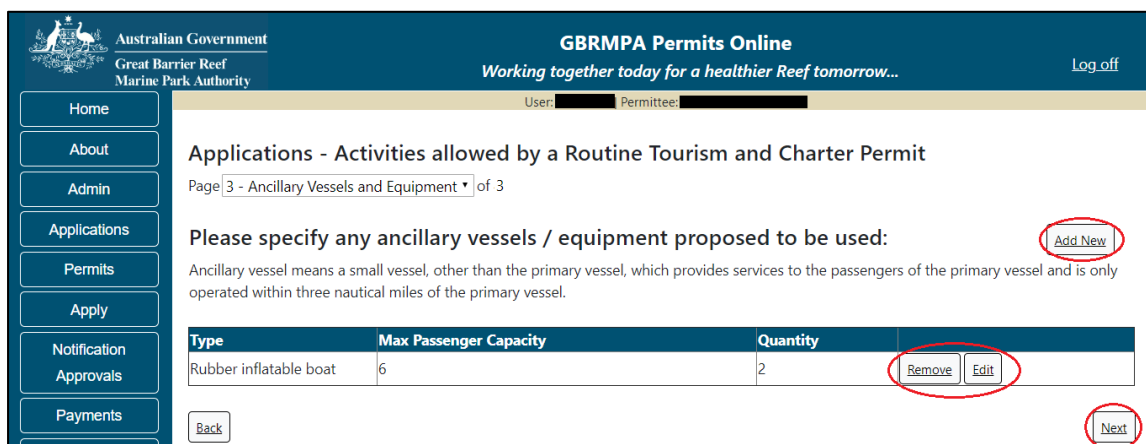 Australian Government
Great Barrier Reef
Marine Park Authority
GBRMPA Permits Online
Working together today for a healthier Reef tomorrow...
Log off
User:
Permittee:
Home
About
Admin
Applications
Permits
Apply
Notification
Approvals
Payments
Applications - Activities allowed by a Routine Tourism and Charter Permit
Page 3 - Ancillary Vessels and Equipment of 3
Please specify any ancillary vessels / equipment proposed to be used:
Add New
Ancillary vessel means a small vessel, other than the primary vessel, which provides services to the passengers of the primary vessel and is only
operated within three nautical miles of the primary vessel.
Type Max Passenger Capacity Quantity
Rubber inflatable boat 6 2 Remove Edit
Back Next